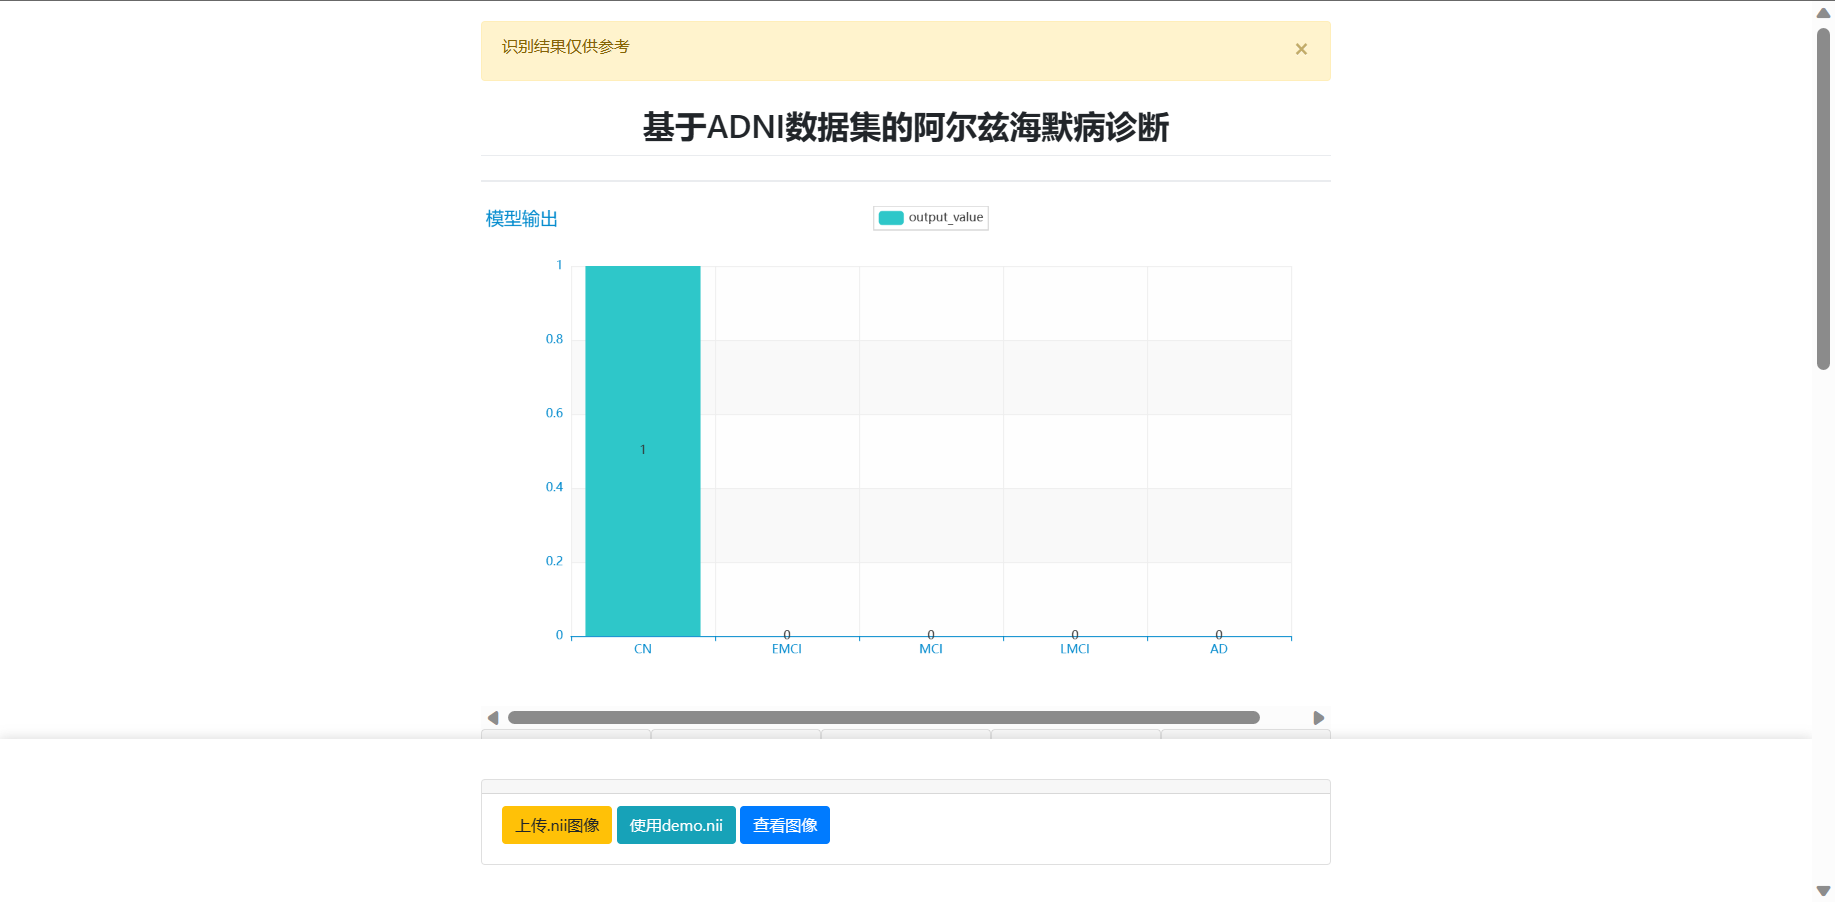 识别结果仅供参考 ×
基于ADNI数据集的阿尔兹海默病诊断
模型输出
output_value
1
0.8
0.6
0.4
0.2
0
1
0
0
0
0
CN
EMCI
MCI
LMCI
AD
上传.nii图像
使用demo.nii
查看图像